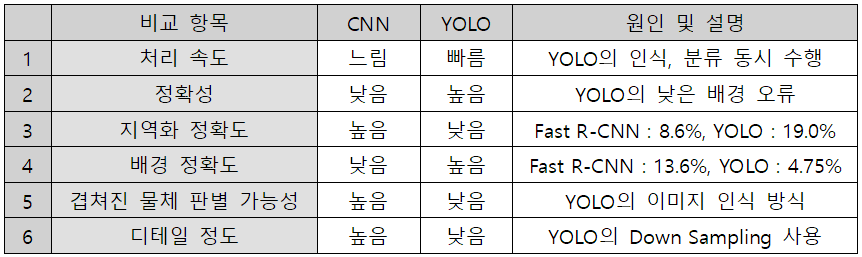 비교 항목 CNN YOLO 원인 및 설명
1 처리 속도 느림 빠름 YOLO의 인식, 분류 동시 수행
2 정확성 낮음 높음 YOLO의 낮은 배경 오류
3 지역화 정확도 높음 낮음 Fast R-CNN : 8.6%, YOLO : 19.0%
4 배경 정확도 낮음 높음 Fast R-CNN : 13.6%, YOLO : 4.75%
5 겹쳐진 물체 판별 가능성 높음 낮음 YOLO의 이미지 인식 방식
6 디테일 정도 높음 낮음 YOLO의 Down Sampling 사용